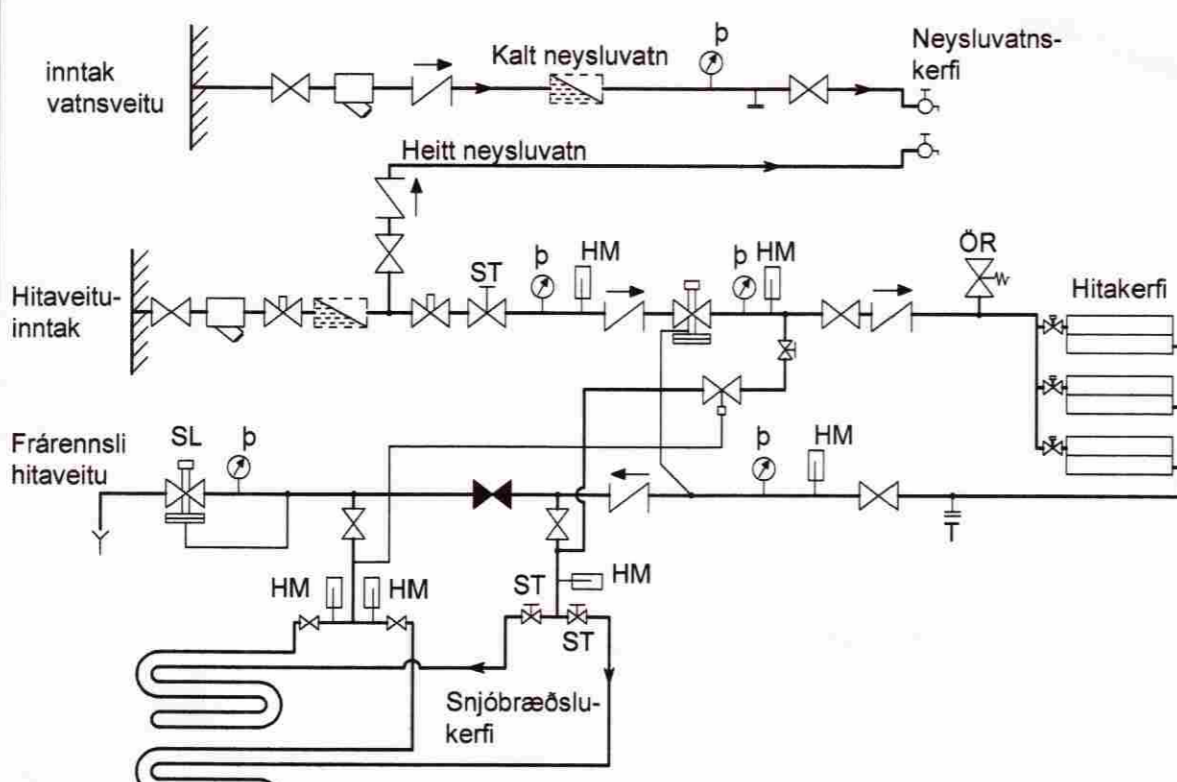 inntak
vatnsveitu
Kalt neysluvatn
þ
Neysluvatns-
kerfi
Heitt neysluvatn
Hitaveitu-
inntak
ST
þ
HM
þ
HM
ÖR
Hitakerfi
Frárennsli
hitaveitu
SL
þ
þ
HM
T
HM
HM
ST
HM
ST
Snjóbræðslu-
kerfi